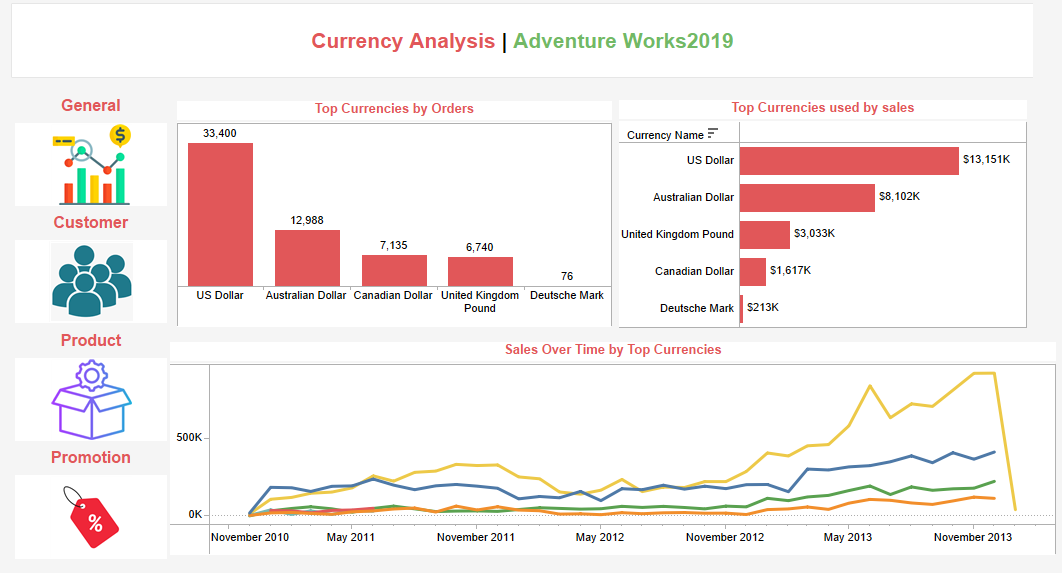 Currency Analysis | Adventure Works2019
General
$
Customer
Product
Promotion
%
Top Currencies by Orders
33,400
12,988
7,135
6,740
76
US Dollar
Australian Dollar
Canadian Dollar
United Kingdom
Pound
Deutsche Mark
Top Currencies used by sales
Currency Name
US Dollar
$13,151K
Australian Dollar
$8,102K
United Kingdom Pound
$3,033K
Canadian Dollar
$1,617K
Deutsche Mark
$213K
Sales Over Time by Top Currencies
500K
0K
November 2010
May 2011
November 2011
May 2012
November 2012
May 2013
November 2013